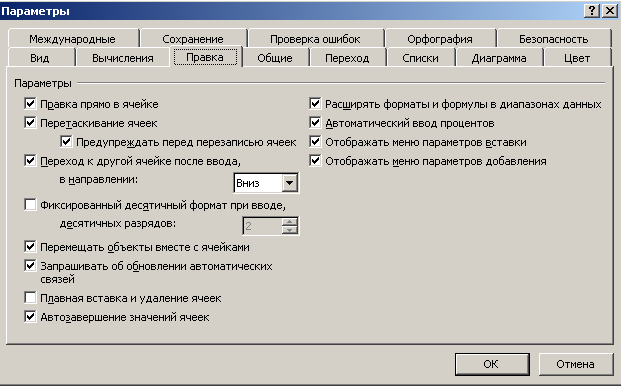 Параметры
Международные Сохранение Проверка ошибок Орфография Безопасность
Вид Вычисления Правка Общие Переход Списки Диаграмма Цвет
Параметры
Правка прямо в ячейке
Перетаскивание ячеек
Предупреждать перед перезаписью ячеек
Переход к другой ячейке после ввода,
в направлении: Вниз
Фиксированный десятичный формат при вводе,
десятичных разрядов: 2
Перемещать объекты вместе с ячейками
Запрашивать об обновлении автоматических
связей
Плавная вставка и удаление ячеек
Автозавершение значений ячеек
Расширять форматы и формулы в диапазонах данных
Автоматический ввод процентов
Отображать меню параметров вставки
Отображать меню параметров добавления
ОК Отмена